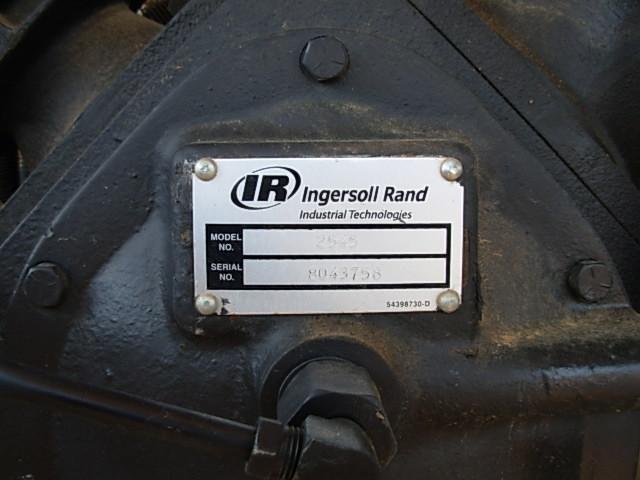 IR Ingersoll Rand
Industrial Technologies
MODEL NO. 2545
SERIAL NO. 8043758
54398730-D